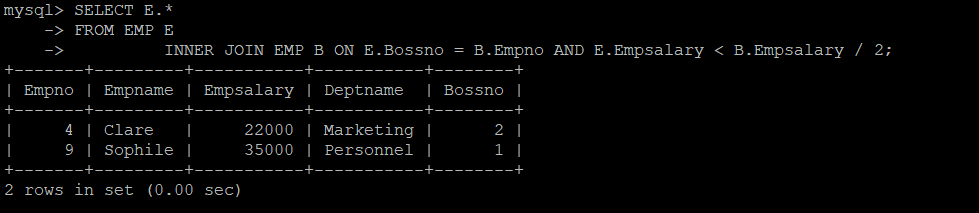 mysql> SELECT E.*
    -> FROM EMP E
    ->          INNER JOIN EMP B ON E.Bossno = B.Empno AND E.Empsalary < B.Empsalary / 2;
+-------+---------+-----------+-----------+--------+
| Empno | Empname | Empsalary | Deptname  | Bossno |
+-------+---------+-----------+-----------+--------+
|     4 | Clare   |     22000 | Marketing |      2 |
|     9 | Sophile |     35000 | Personnel |      1 |
+-------+---------+-----------+-----------+--------+
2 rows in set (0.00 sec)